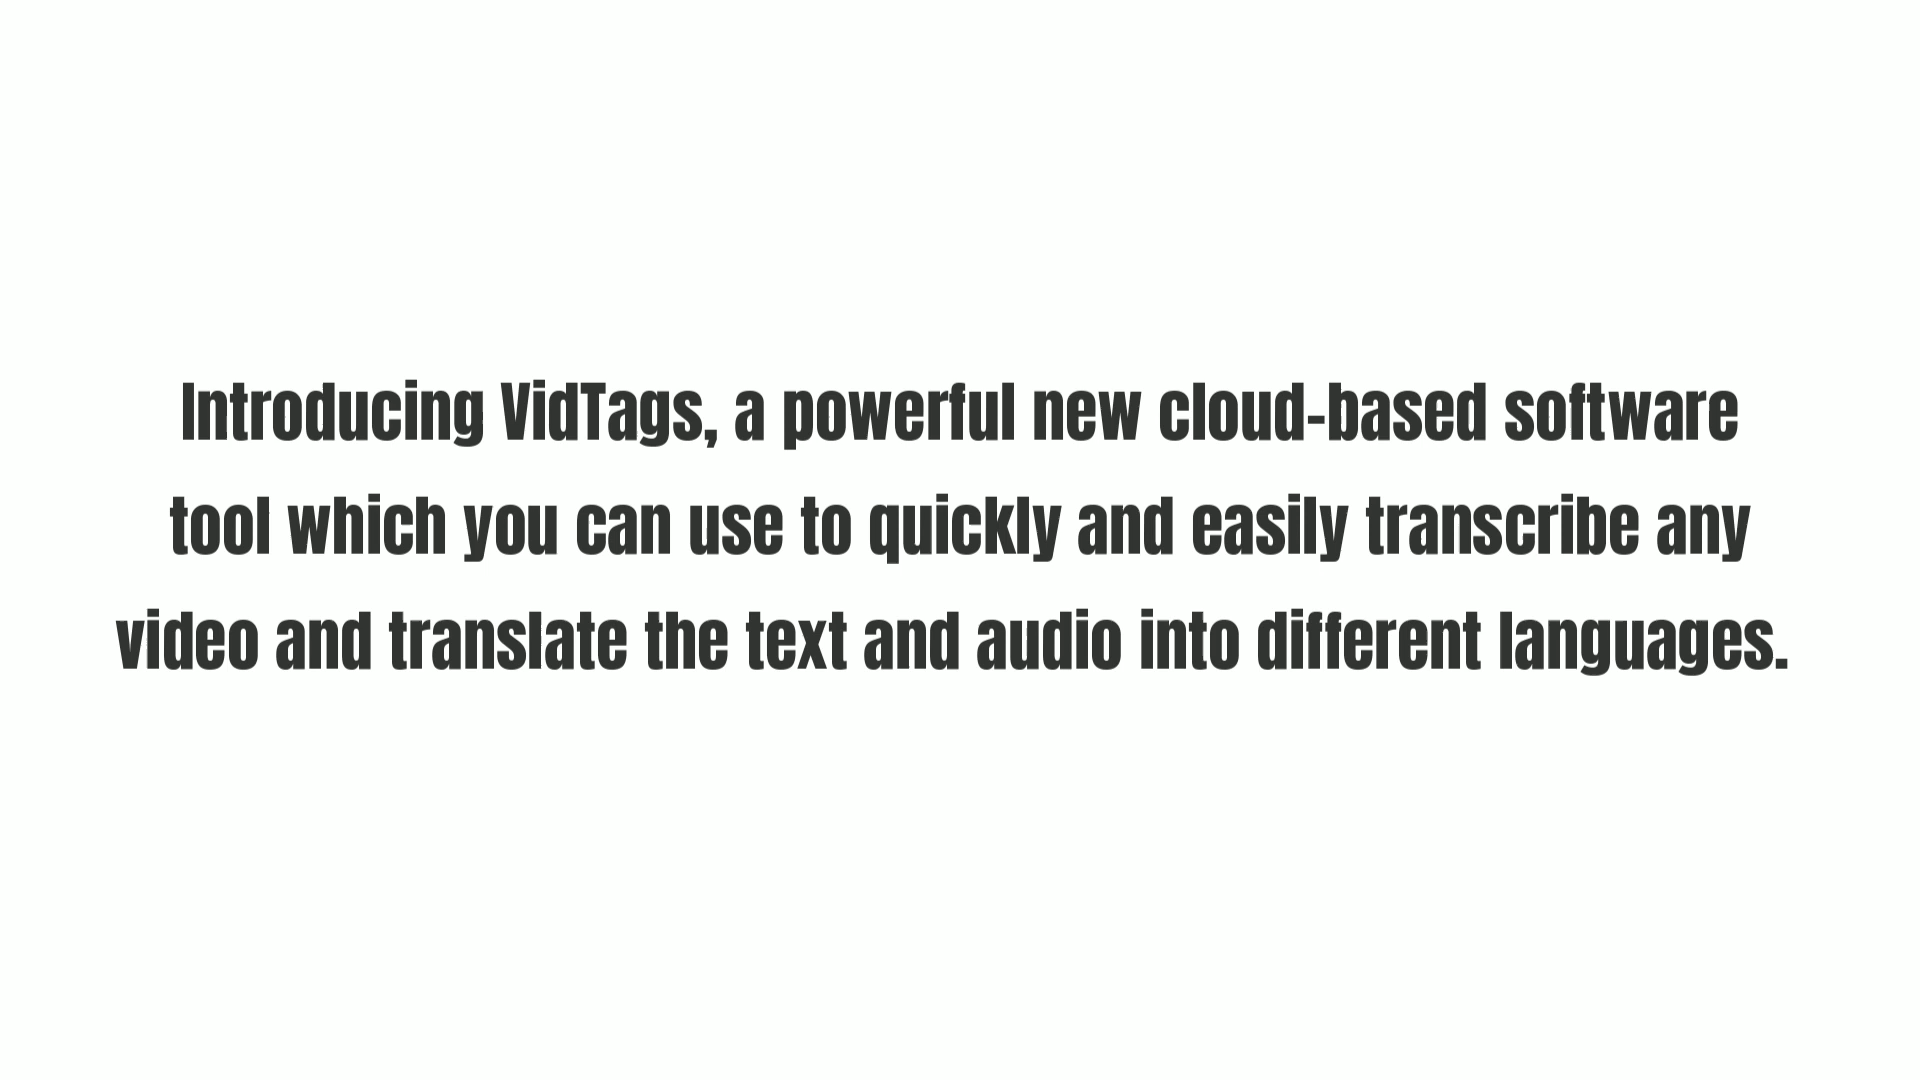 Introducing VidTags, a powerful new cloud-based software
tool which you can use to quickly and easily transcribe any
video and translate the text and audio into different languages.